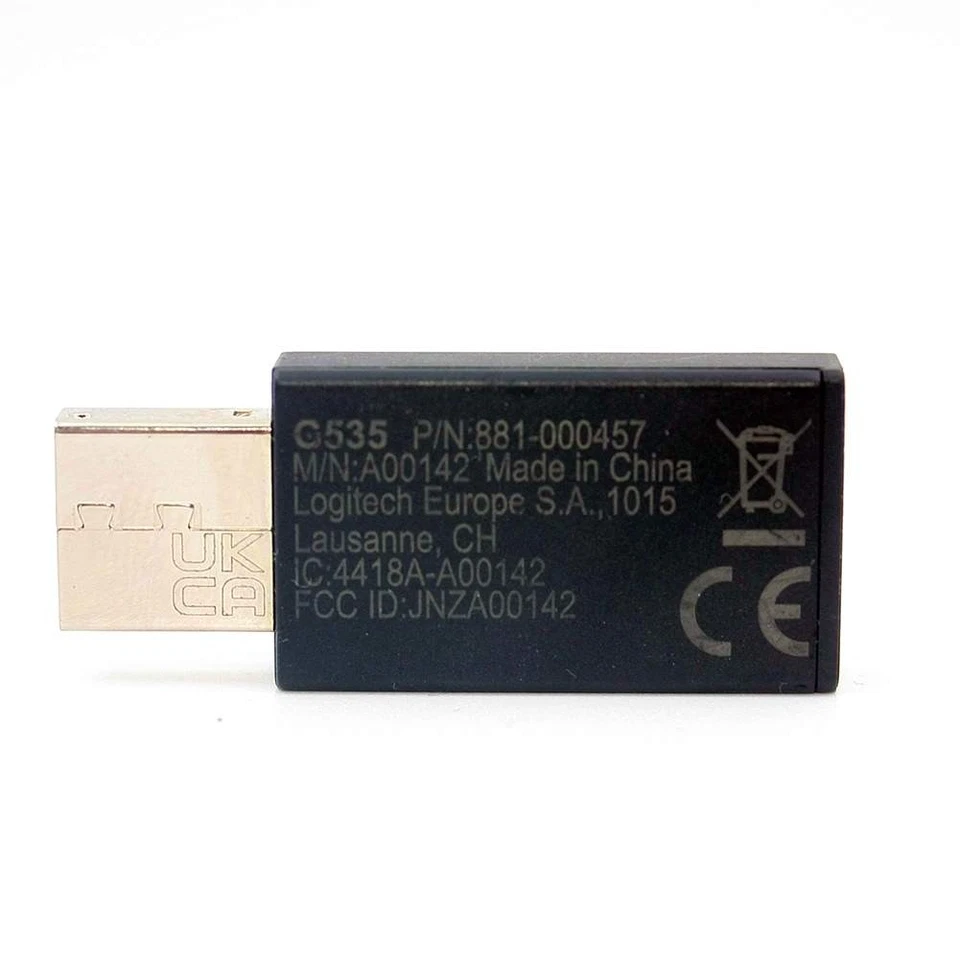 G535 P/N:881-000457
M/N:A00142 Made in China
Logitech Europe S.A.,1015
Lausanne, CH
IC:4418A-A00142
FCC ID:JNZA00142
CE
UK
CA